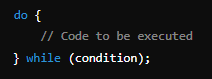 do {
    // Code to be executed
} while (condition);